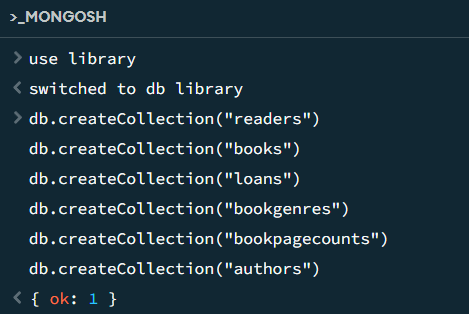 >_MONGOSH
> use library
< switched to db library
> db.createCollection("readers")
db.createCollection("books")
db.createCollection("loans")
db.createCollection("bookgenres")
db.createCollection("bookpagecounts")
db.createCollection("authors")
< { ok: 1 }